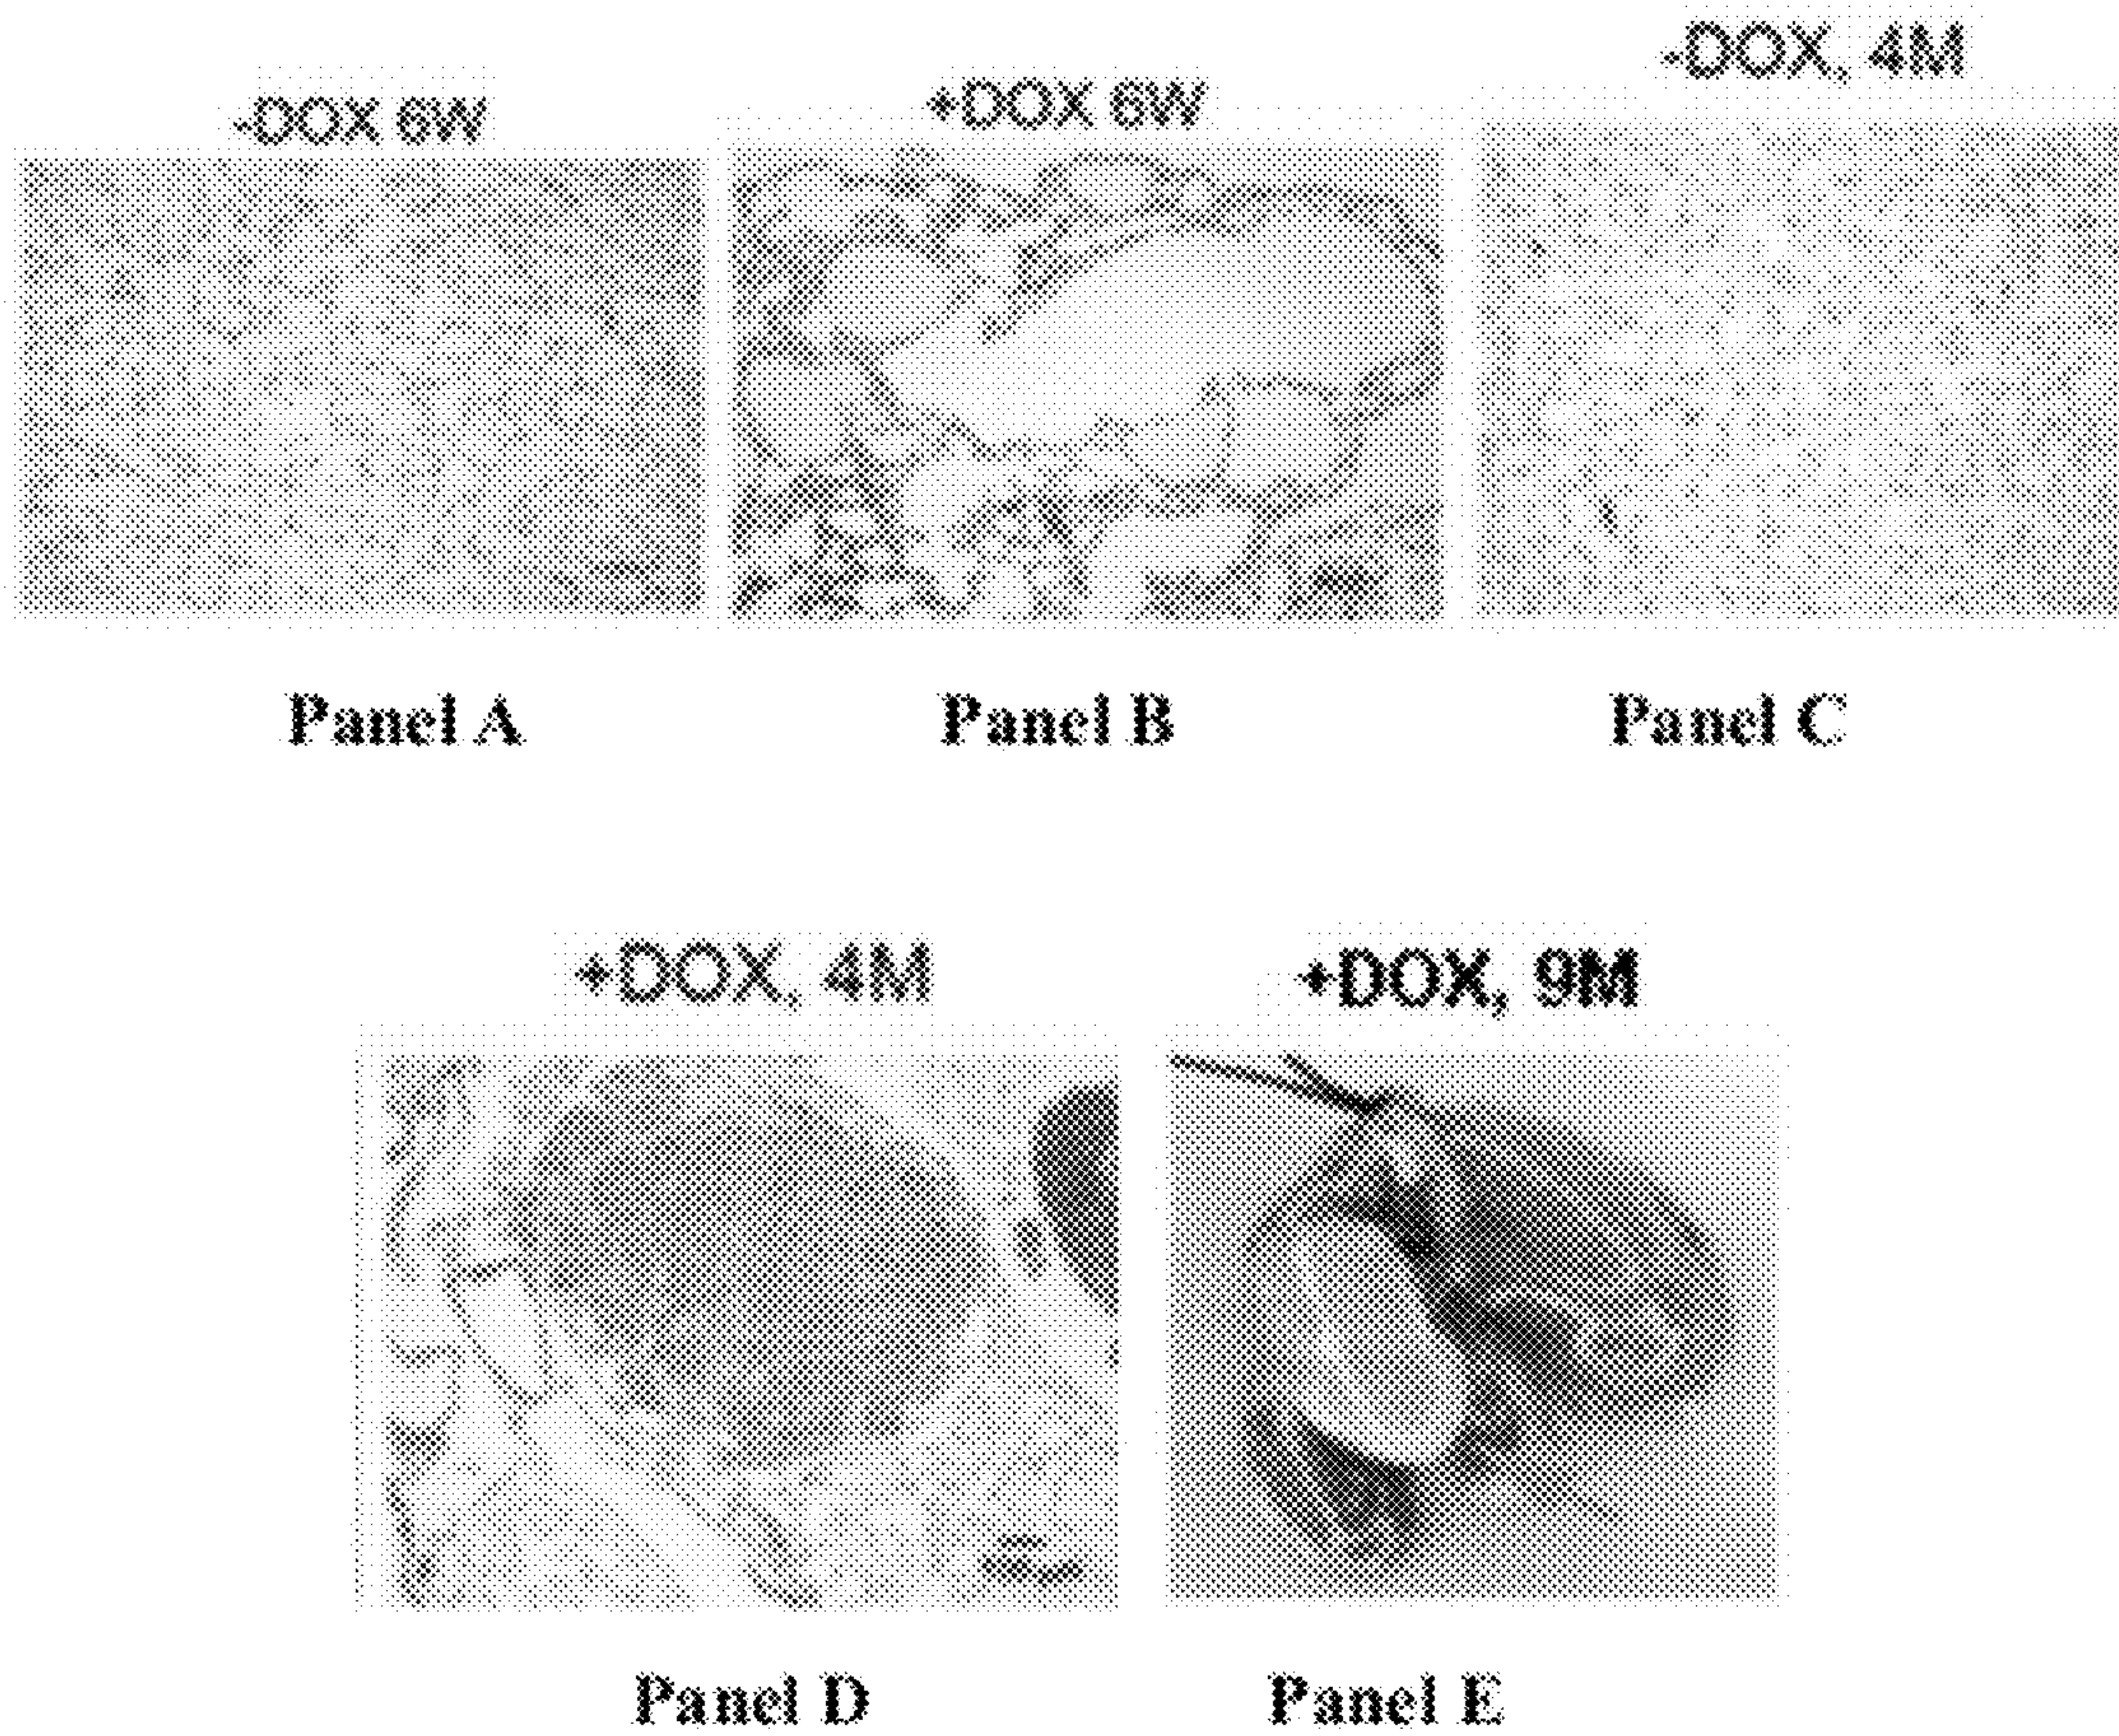 -DOX 6W
+DOX 6W
-DOX, 4M
Panel A
Panel B
Panel C
+DOX, 4M
+DOX, 9M
Panel D
Panel E